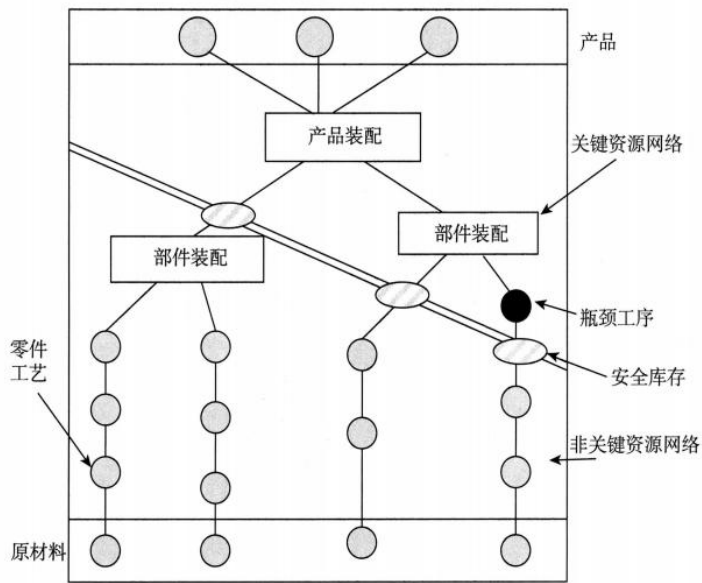 产品
产品装配
关键资源网络
部件装配
部件装配
瓶颈工序
零件
工艺
安全库存
非关键资源网络
原材料